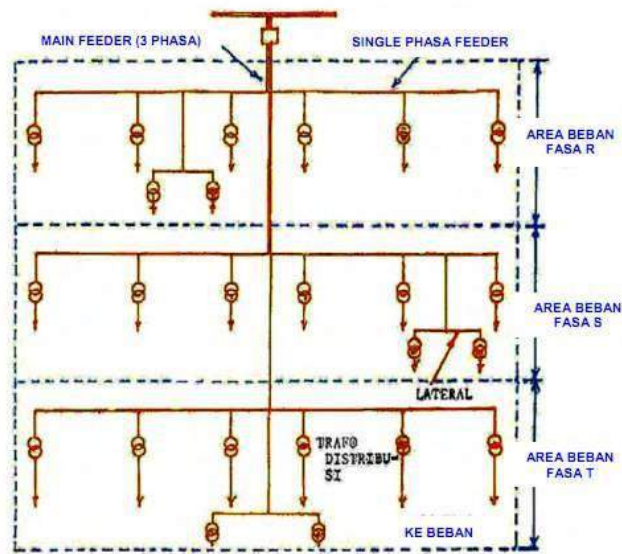 MAIN FEEDER (3 PHASA)
SINGLE PHASA FEEDER
AREA BEBAN
FASA R
AREA BEBAN
FASA S
LATERAL
TRAFO
DISTRIBU-
SI
AREA BEBAN
FASA T
KE BEBAN